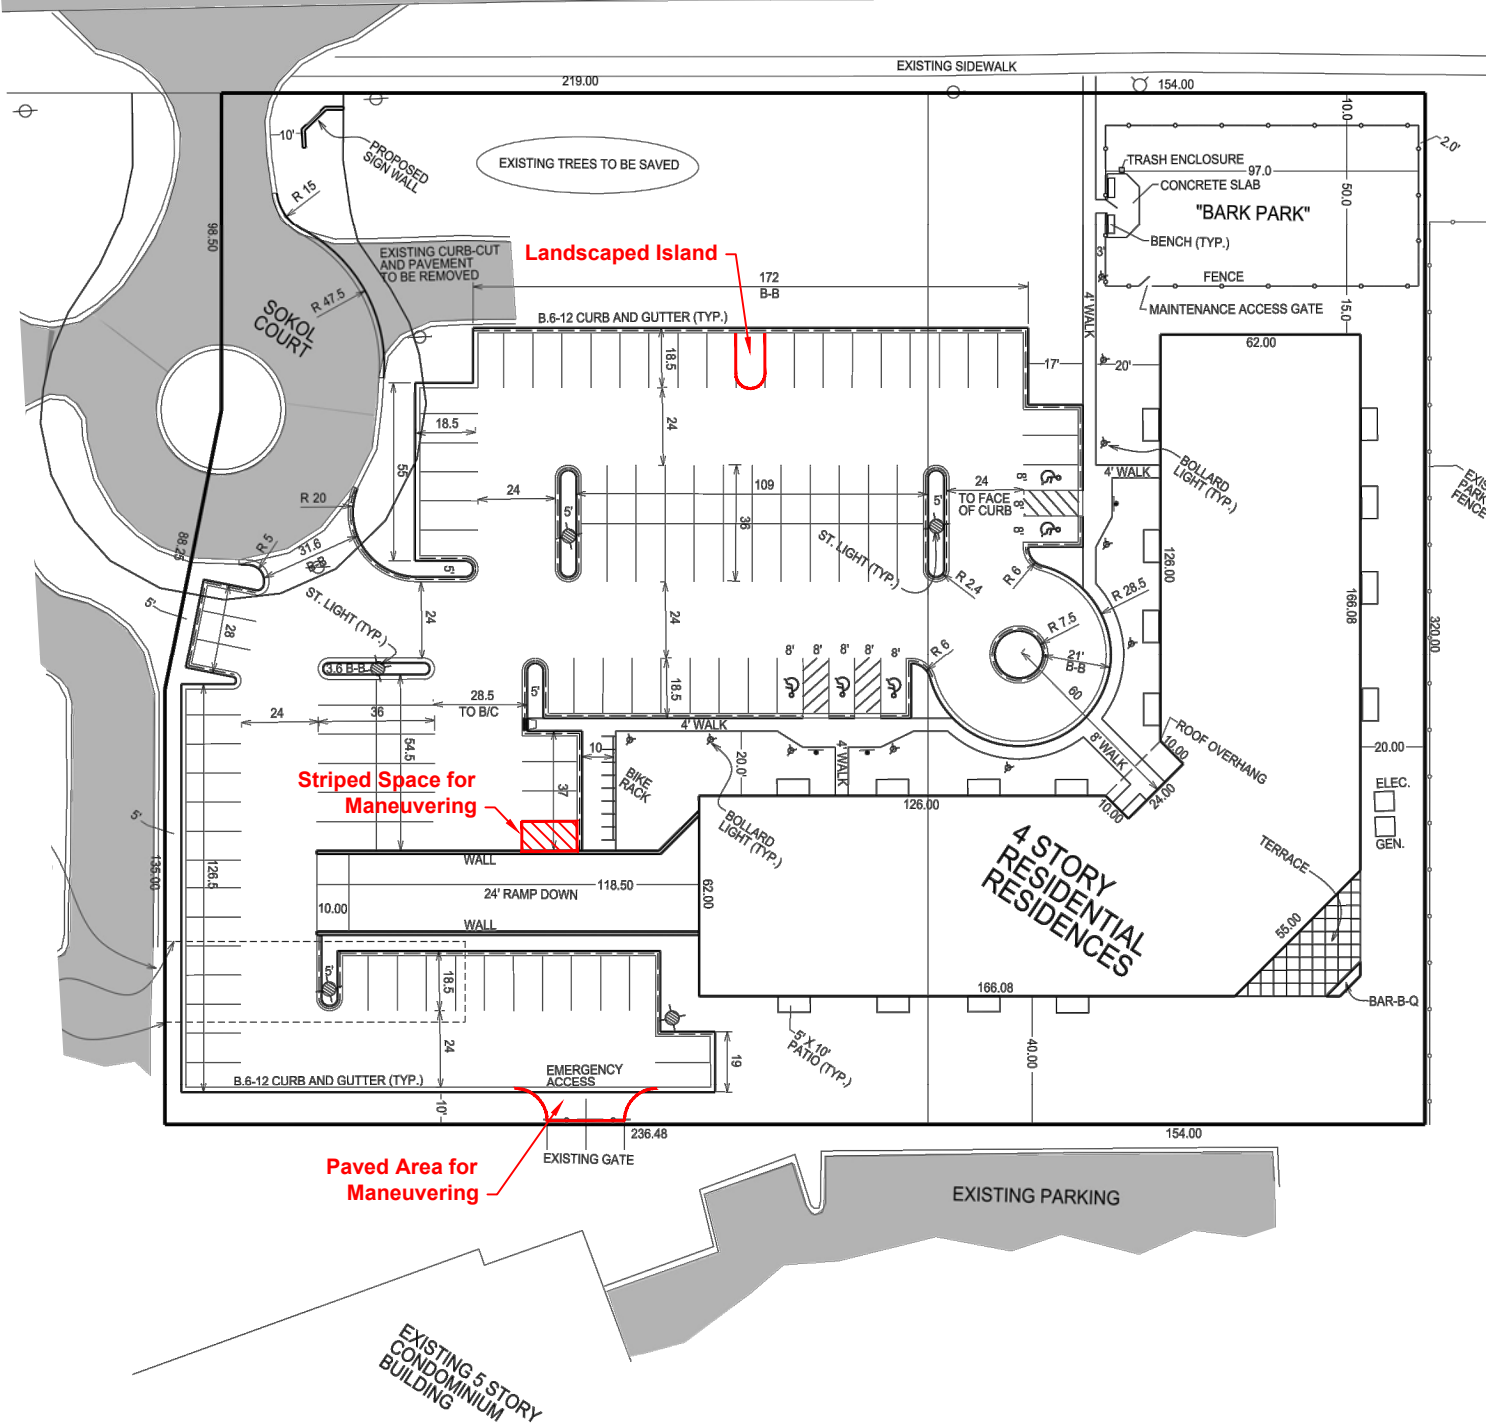 EXISTING SIDEWALK
219.00
154.00
10'
PROPOSED
SIGN WALL
EXISTING TREES TO BE SAVED
10.0
2.0'
TRASH ENCLOSURE
97.0
CONCRETE SLAB
50.0
"BARK PARK"
BENCH (TYP.)
3'
FENCE
MAINTENANCE ACCESS GATE
15.0
R 15
98.50
EXISTING CURB-CUT
AND PAVEMENT
TO BE REMOVED
Landscaped Island
172
B-B
R 47.5
SOKOL
COURT
B.6-12 CURB AND GUTTER (TYP.)
4' WALK
62.00
18.5
17'
20'
18.5
24
55
24
109
24
TO FACE
OF CURB
8'
8'
8'
4' WALK
BOLLARD
LIGHT (TYP.)
R 20
5'
5'
36
ST. LIGHT (TYP.)
126.00
166.08
320.00
88.25
R 5
31.6
B-B
5'
R 2.4
R 6
R 28.5
5'
28
ST. LIGHT (TYP.)
24
24
R 7.5
21'
B-B
60
3.6 B-B
5'
18.5
8'
8'
8'
8'
8'
R 6
24
36
28.5
TO B/C
4' WALK
4' WALK
8' WALK
ROOF OVERHANG
10.00
20.00
54.5
10
BIKE
RACK
20.0'
10.00
24.00
ELEC.
GEN.
Striped Space for
Maneuvering
37
126.00
BOLLARD
LIGHT (TYP.)
5'
135.00
126.5
WALL
24' RAMP DOWN
118.50
62.00
10.00
WALL
4 STORY
RESIDENTIAL
RESIDENCES
TERRACE
55.00
5'
18.5
166.08
BAR-B-Q
24
5' X 10'
PATIO (TYP.)
40.00
19
B.6-12 CURB AND GUTTER (TYP.)
EMERGENCY
ACCESS
10'
236.48
154.00
EXISTING GATE
Paved Area for
Maneuvering
EXISTING PARKING
EXISTING 5 STORY
CONDOMINIUM
BUILDING